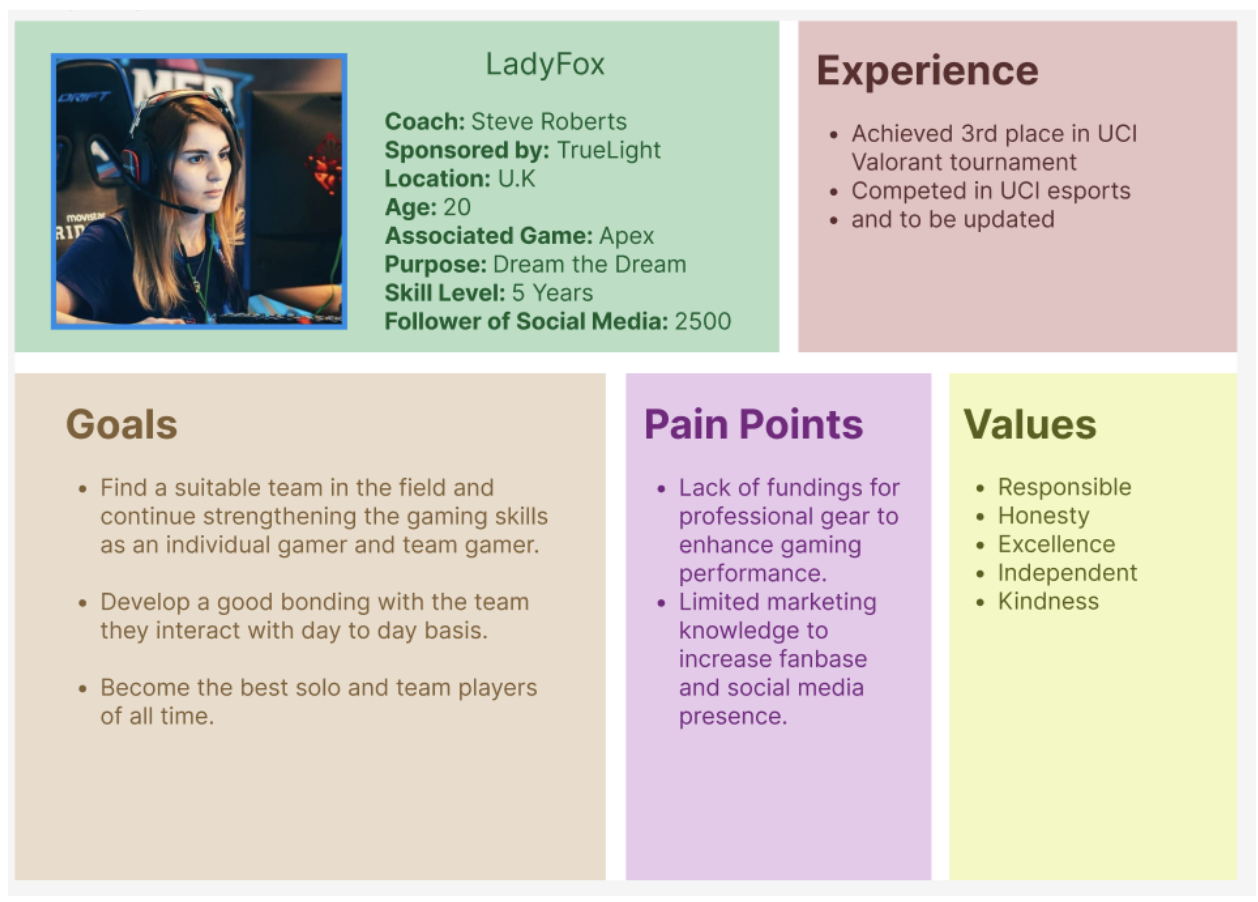 DRIFT
movistar
LadyFox
Coach: Steve Roberts
Sponsored by: TrueLight
Location: U.K
Age: 20
Associated Game: Apex
Purpose: Dream the Dream
Skill Level: 5 Years
Follower of Social Media: 2500
Experience
• Achieved 3rd place in UCI
Valorant tournament
• Competed in UCI esports
• and to be updated
Goals
• Find a suitable team in the field and
continue strengthening the gaming skills
as an individual gamer and team gamer.
• Develop a good bonding with the team
they interact with day to day basis.
• Become the best solo and team players
of all time.
Pain Points
• Lack of fundings for
professional gear to
enhance gaming
performance.
• Limited marketing
knowledge to
increase fanbase
and social media
presence.
Values
• Responsible
• Honesty
• Excellence
• Independent
• Kindness